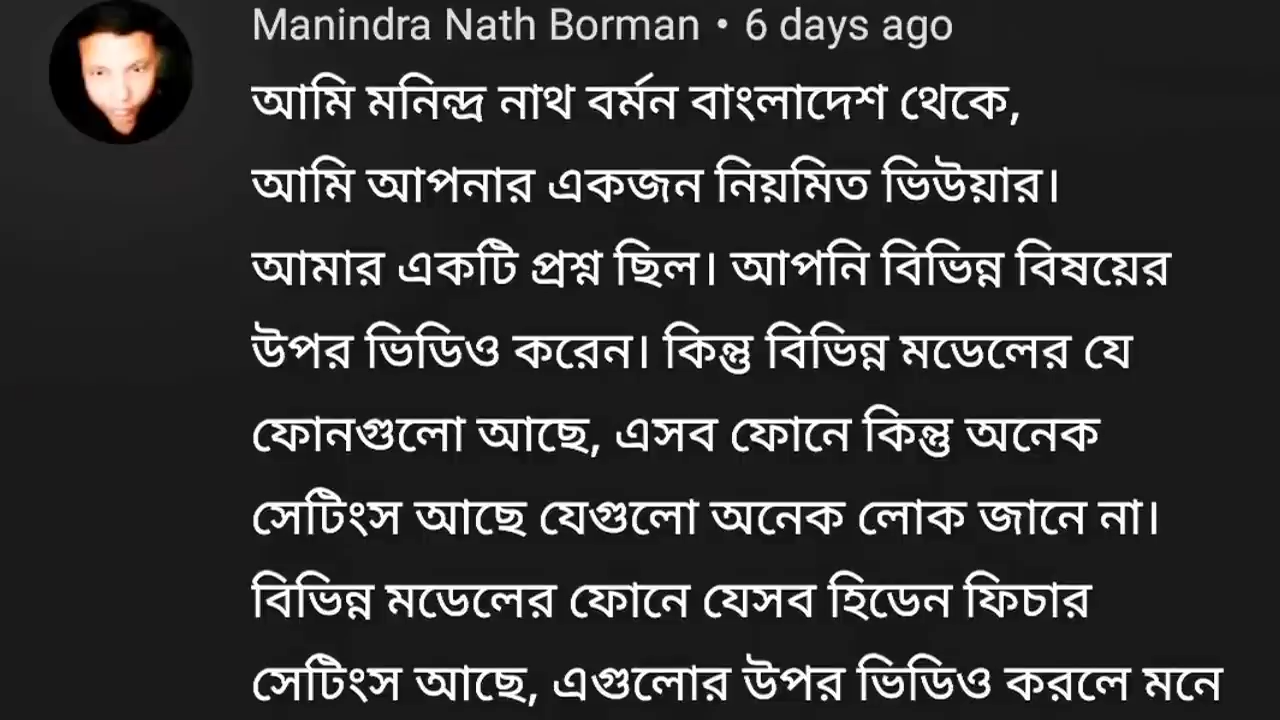 Manindra Nath Borman • 6 days ago
আমি মনিন্দ্র নাথ বর্মন বাংলাদেশ থেকে,
আমি আপনার একজন নিয়মিত ভিউয়ার।
আমার একটি প্রশ্ন ছিল। আপনি বিভিন্ন বিষয়ের
উপর ভিডিও করেন। কিন্তু বিভিন্ন মডেলের যে
ফোনগুলো আছে, এসব ফোনে কিন্তু অনেক
সেটিংস আছে যেগুলো অনেক লোক জানে না।
বিভিন্ন মডেলের ফোনে যেসব হিডেন ফিচার
সেটিংস আছে, এগুলোর উপর ভিডিও করলে মনে